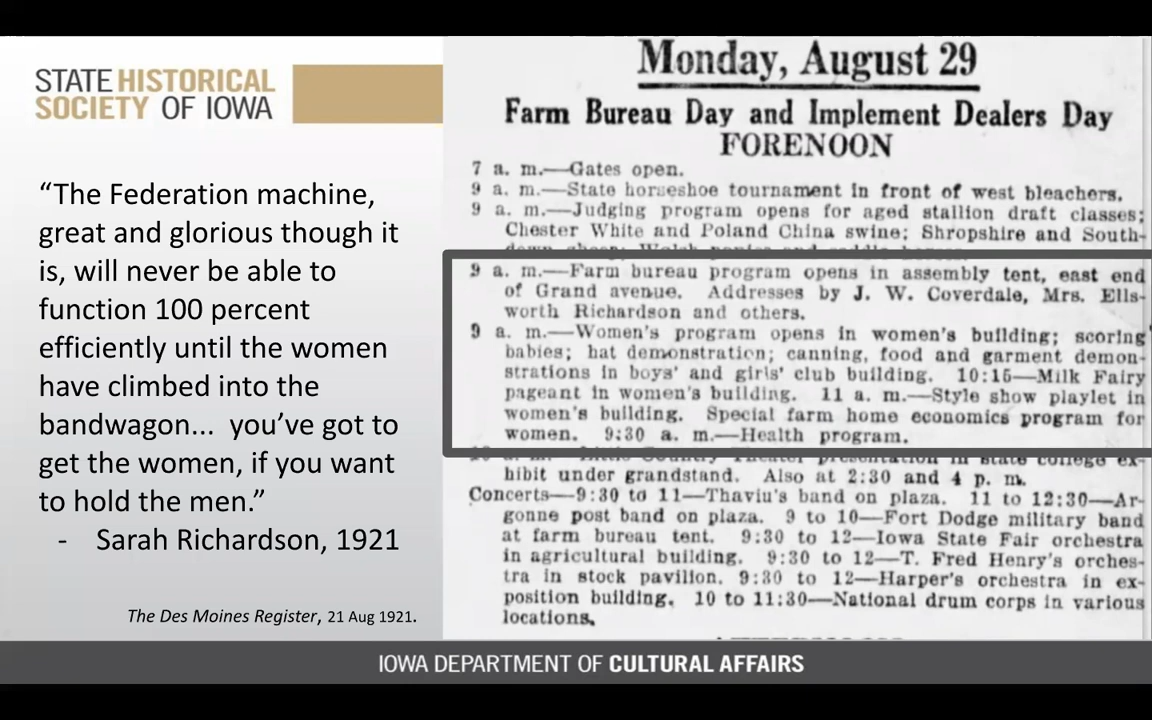 STATE HISTORICAL
SOCIETY OF IOWA
“The Federation machine,
great and glorious though it
is, will never be able to
function 100 percent
efficiently until the women
have climbed into the
bandwagon... you’ve got to
get the women, if you want
to hold the men.”
- Sarah Richardson, 1921
The Des Moines Register, 21 Aug 1921.
Monday, August 29
Farm Bureau Day and Implement Dealers Day
FORENOON
7 a. m.—Gates open.
9 a. m.—State horseshoe tournament in front of west bleachers.
9 a. m.—Judging program opens for aged stallion draft classes;
Chester White and Poland China swine; Shropshire and South-
9 a. m.—Farm bureau program opens in assembly tent, east end
of Grand avenue. Addresses by J. W. Coverdale, Mrs. Ells-
worth Richardson and others.
9 a. m.—Women's program opens in women's building; scoring
babies; hat demonstration; canning, food and garment demon-
strations in boys' and girls' club building. 10:15—Milk Fairy
pageant in women's building. 11 a. m.—Style show playlet in
women's building. Special farm home economics program for
women. 9:30 a. m.—Health program.
presentation in state college ex-
hibit under grandstand. Also at 2:30 and 4 p. m.
Concerts—9:30 to 11—Thaviu's band on plaza. 11 to 12:30—Ar-
gonne post band on plaza. 9 to 10—Fort Dodge military band
at farm bureau tent. 9:30 to 12—Iowa State Fair orchestra
in agricultural building. 9:30 to 12—T. Fred Henry's orches-
tra in stock pavilion. 9:30 to 12—Harper's orchestra in ex-
position building. 10 to 11:30—National drum corps in various
locations.
IOWA DEPARTMENT OF CULTURAL AFFAIRS